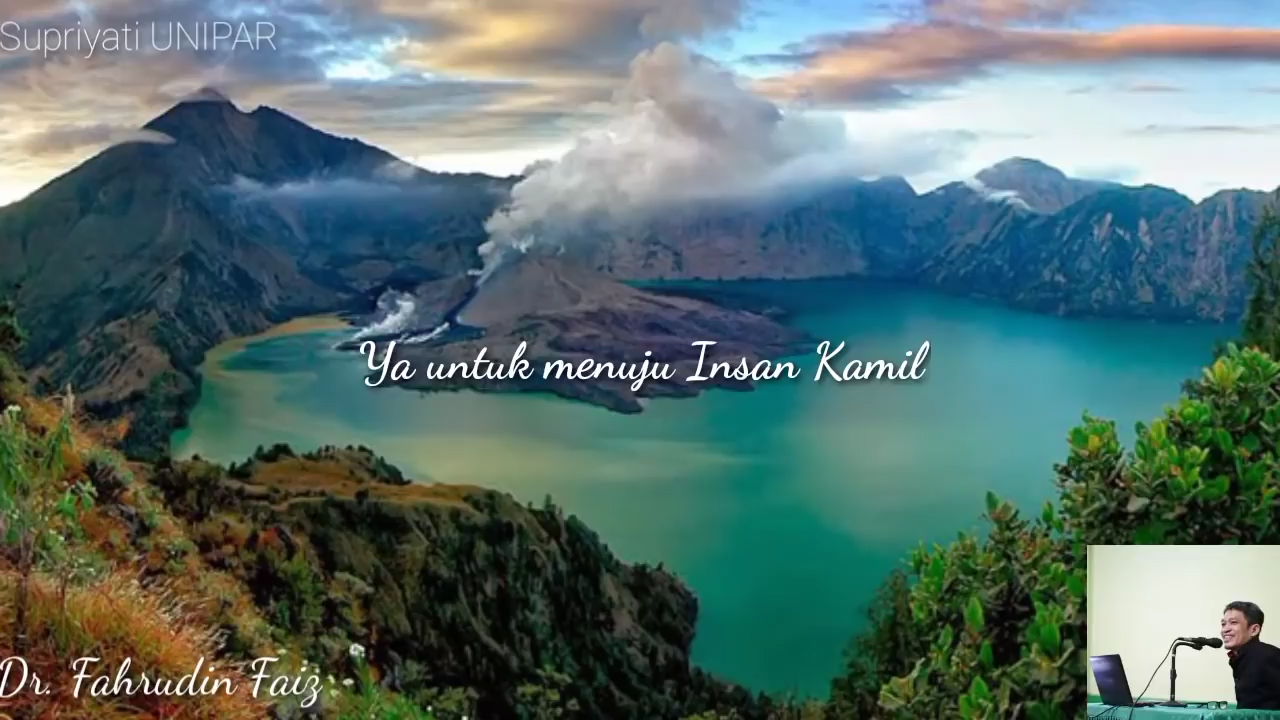 Supriyati UNIPAR
Ya untuk menuju Insan Kamil
Dr. Fahrudin Faiz